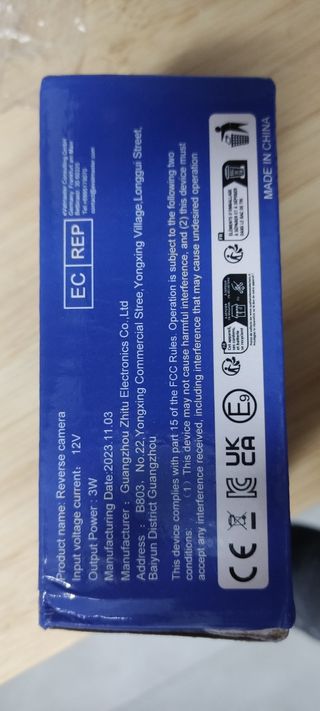 Product name: Reverse camera
Input voltage current: 12V
Output Power: 3W
Manufacturing Date:2023.11.03
Manufacturer: Guangzhou Zhitu Electronics Co.,Ltd
Address: B803, No.22,Yongxing Commercial Stree,Yongxing Village,Longgui Street,
Baiyun District Guangzhou
This device complies with part 15 of the FCC Rules. Operation is subject to the following two
conditions: （1）This device may not cause harmful interference, and (2) this device must
accept any interference received, including interference that may cause undesired operation
EC REP
eVatmaster Consulting GmbH
CE
UK
CA
E9
MADE IN CHINA